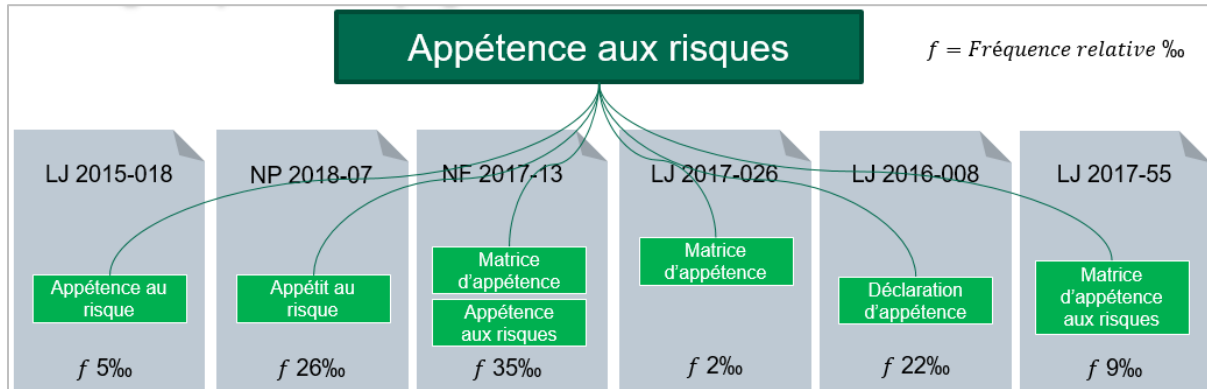 Appétence aux risques
f = Fréquence relative ‰
LJ 2015-018
NP 2018-07
NF 2017-13
LJ 2017-026
LJ 2016-008
LJ 2017-55
Appétence au
risque
Appétit au
risque
Matrice
d'appétence
Appétence
aux risques
Matrice
d'appétence
Déclaration
d'appétence
Matrice
d'appétence
aux risques
f 5‰
f 26‰
f 35‰
f 2‰
f 22‰
f 9‰